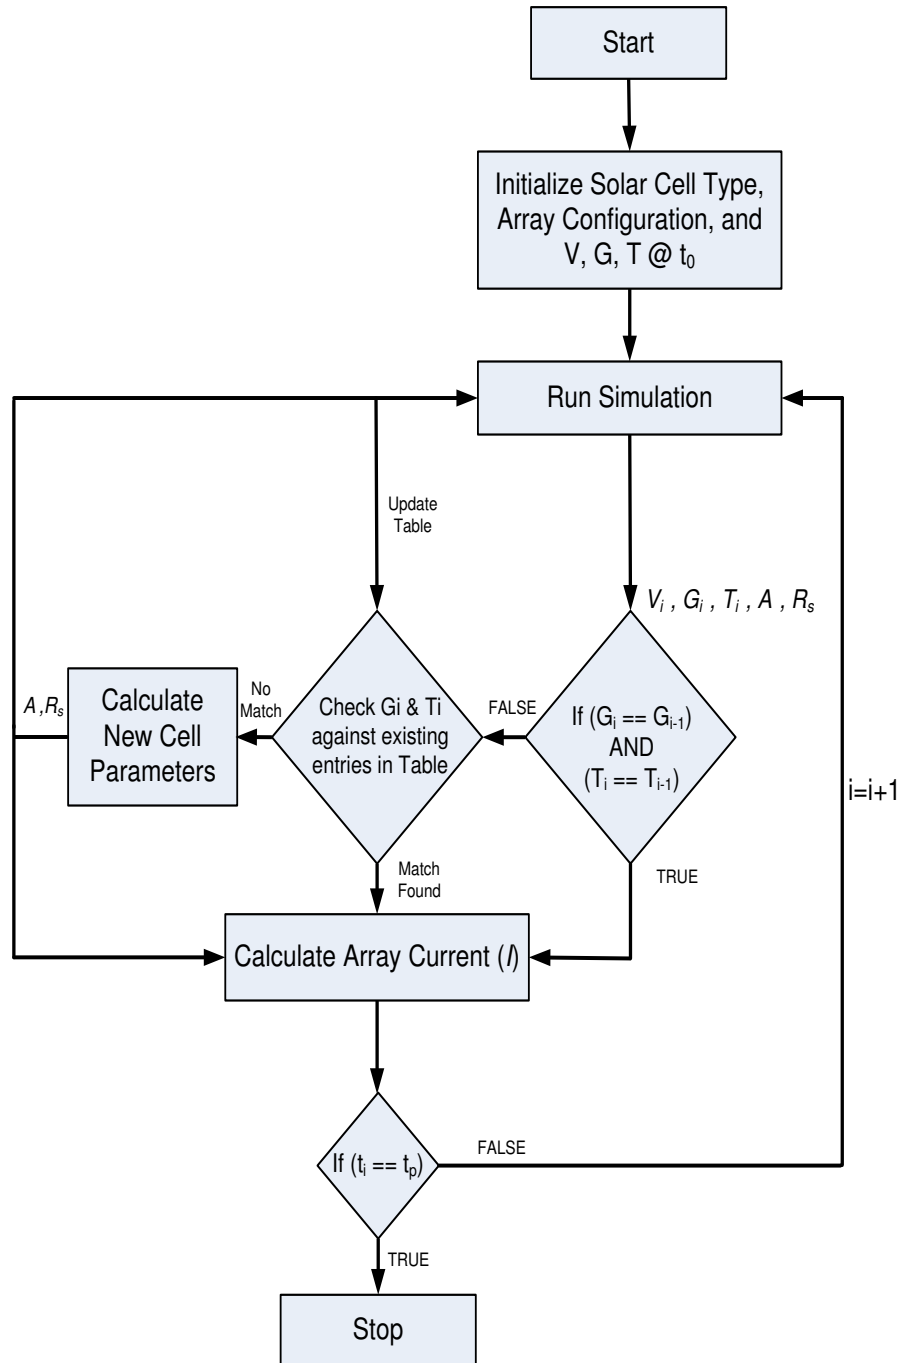 Start
Initialize Solar Cell Type,
Array Configuration, and
V, G, T @ t₀
Run Simulation
Update
Table
Vᵢ , Gᵢ , Tᵢ , A , Rₛ
A ,Rₛ
Calculate
New Cell
Parameters
No
Match
Check Gi & Ti
against existing
entries in Table
FALSE
If (Gᵢ == Gᵢ₋₁)
AND
(Tᵢ == Tᵢ₋₁)
i=i+1
Match
Found
TRUE
Calculate Array Current (I)
If (tᵢ == tₚ)
FALSE
TRUE
Stop